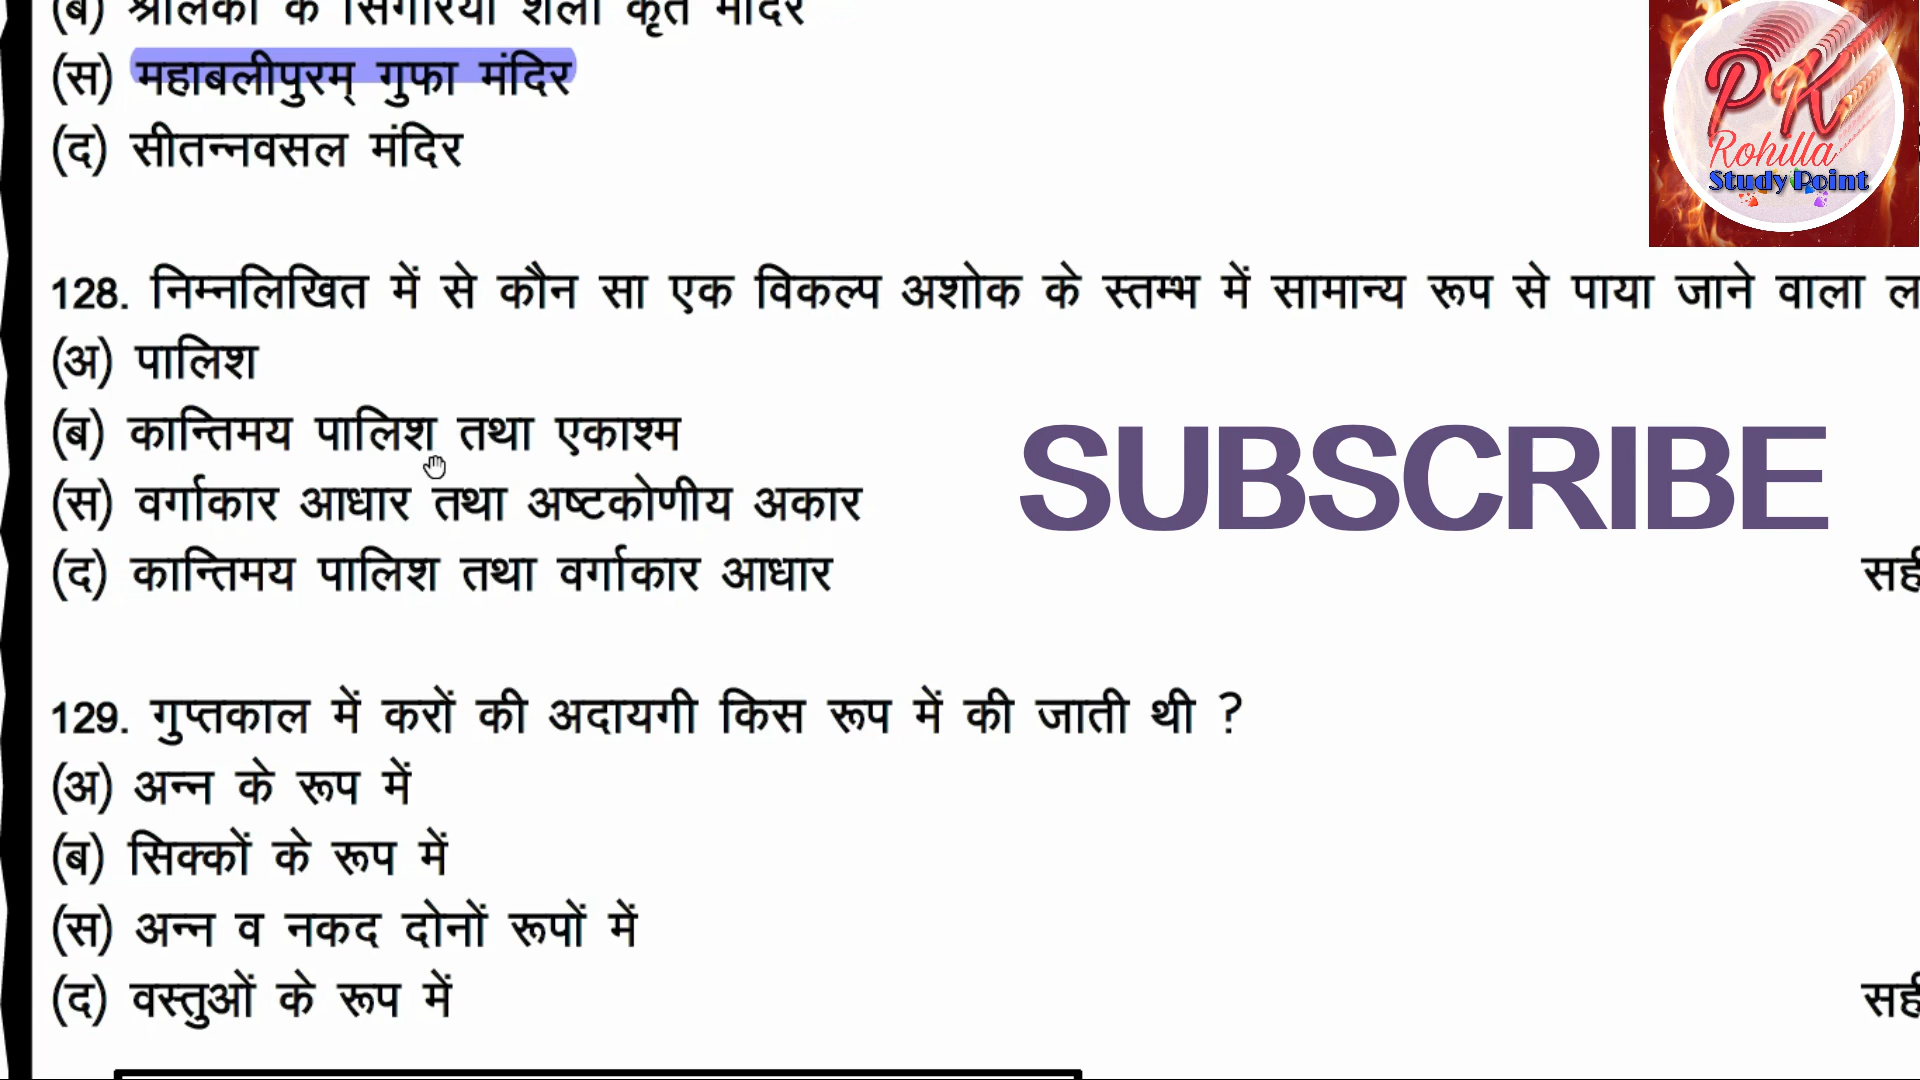 (ब) श्रीलंका के सिगिरिया शैली कृत मंदिर
(स) महाबलीपुरम् गुफा मंदिर
(द) सीतन्नवसल मंदिर
PK
Rohilla
Study Point
128. निम्नलिखित में से कौन सा एक विकल्प अशोक के स्तम्भ में सामान्य रूप से पाया जाने वाला
(अ) पालिश
(ब) कान्तिमय पालिश तथा एकाश्म
(स) वर्गाकार आधार तथा अष्टकोणीय अकार
SUBSCRIBE
(द) कान्तिमय पालिश तथा वर्गाकार आधार
129. गुप्तकाल में करों की अदायगी किस रूप में की जाती थी ?
(अ) अन्न के रूप में
(ब) सिक्कों के रूप में
(स) अन्न व नकद दोनों रूपों में
(द) वस्तुओं के रूप में